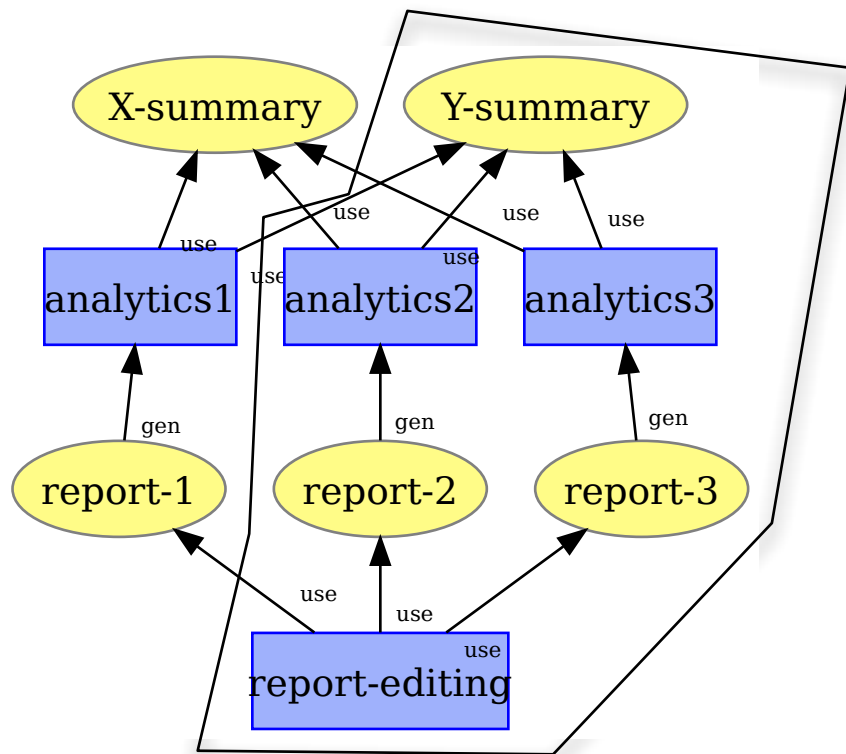 X-summary
Y-summary
use
use
use
use
use
use
analytics1
analytics2
analytics3
gen
gen
gen
report-1
report-2
report-3
use
use
use
report-editing